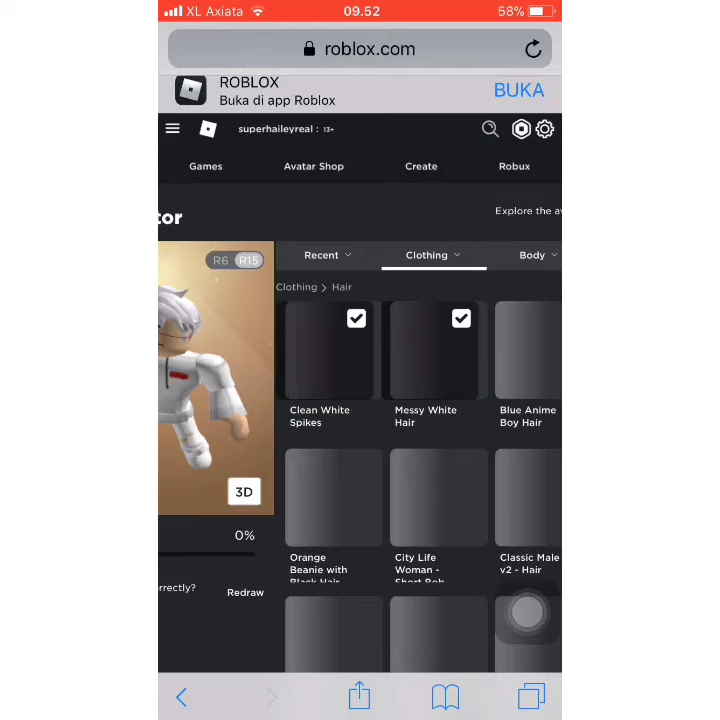 XL Axiata 09.52 58%
roblox.com
ROBLOX
Buka di app Roblox
BUKA
superhaileyreal : 13+
Games Avatar Shop Create Robux
tor
Explore the av
R6 R15
Recent Clothing Body
Clothing > Hair
Clean White
Spikes
Messy White
Hair
Blue Anime
Boy Hair
3D
0%
Orange
Beanie with
Black Hair
City Life
Woman -
Short Bob
Classic Male
v2 - Hair
rrectly?
Redraw